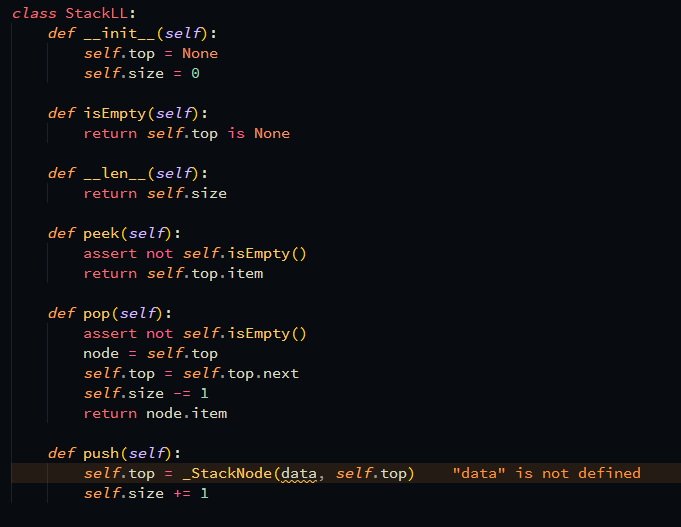 class StackLL:
    def __init__(self):
        self.top = None
        self.size = 0

    def isEmpty(self):
        return self.top is None

    def __len__(self):
        return self.size

    def peek(self):
        assert not self.isEmpty()
        return self.top.item

    def pop(self):
        assert not self.isEmpty()
        node = self.top
        self.top = self.top.next
        self.size -= 1
        return node.item

    def push(self):
        self.top = _StackNode(data, self.top)    "data" is not defined
        self.size += 1